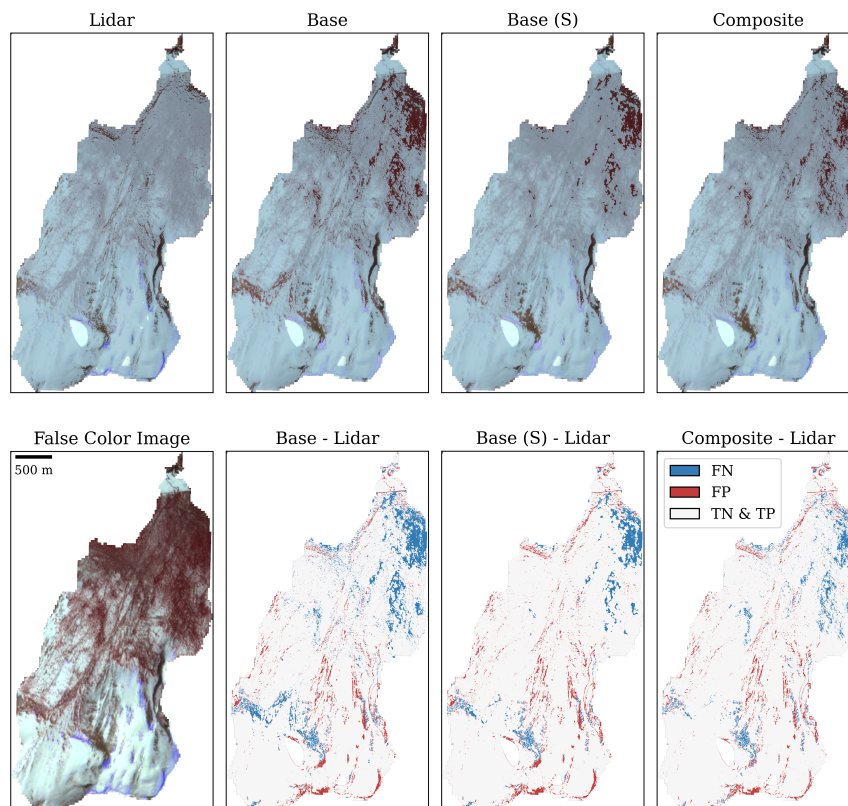 Lidar
Base
Base (S)
Composite
False Color Image
Base - Lidar
Base (S) - Lidar
Composite - Lidar
500 m
FN
FP
TN & TP